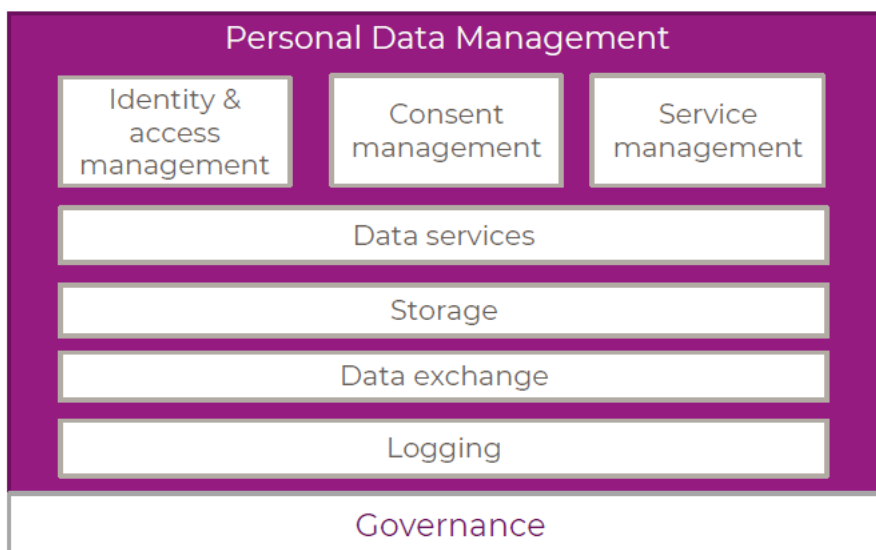 Personal Data Management
Identity &
access
management
Consent
management
Service
management
Data services
Storage
Data exchange
Logging
Governance